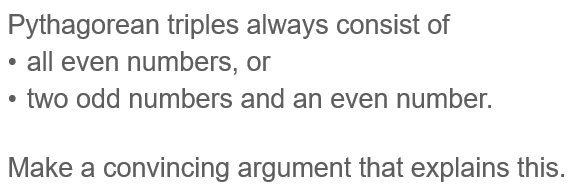 Pythagorean triples always consist of
• all even numbers, or
• two odd numbers and an even number.
Make a convincing argument that explains this.